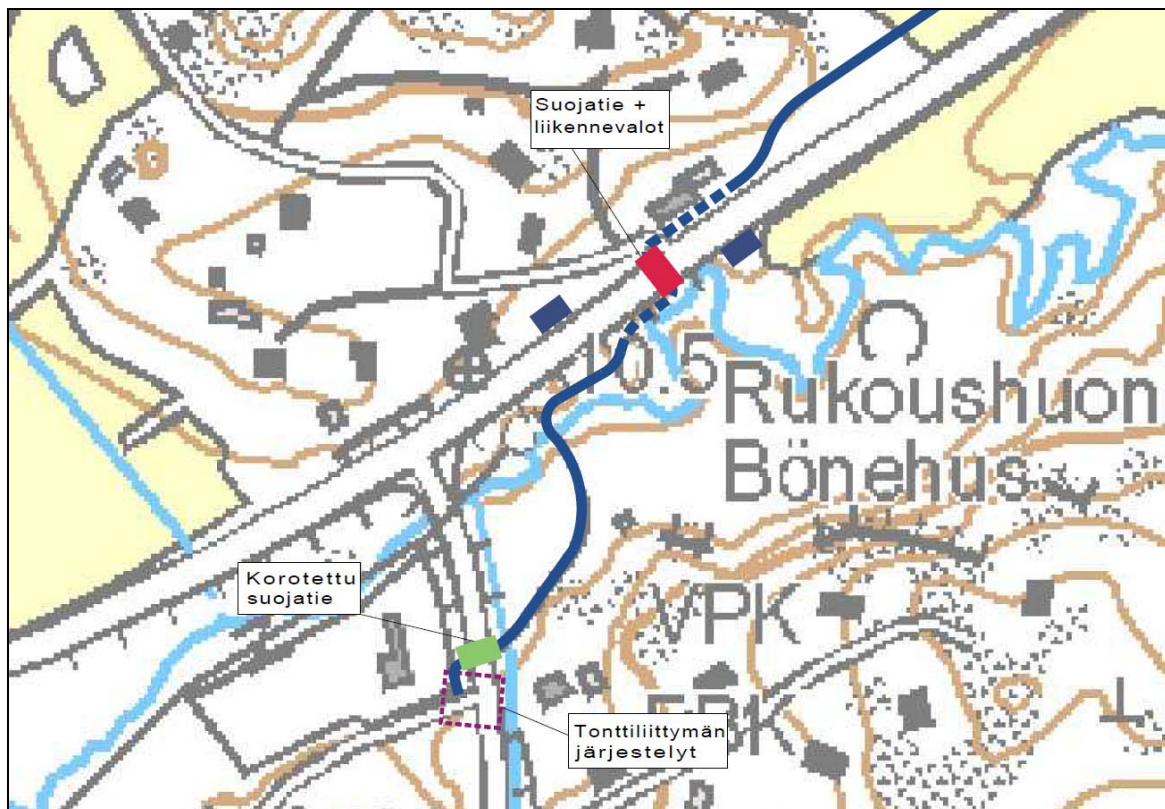 Suojatie +
liikennevalot
10.5
Rukoushuon
Bönehus
Korotettu
suojatie
VPK
FBK
Tonttiliittymän
järjestelyt
L